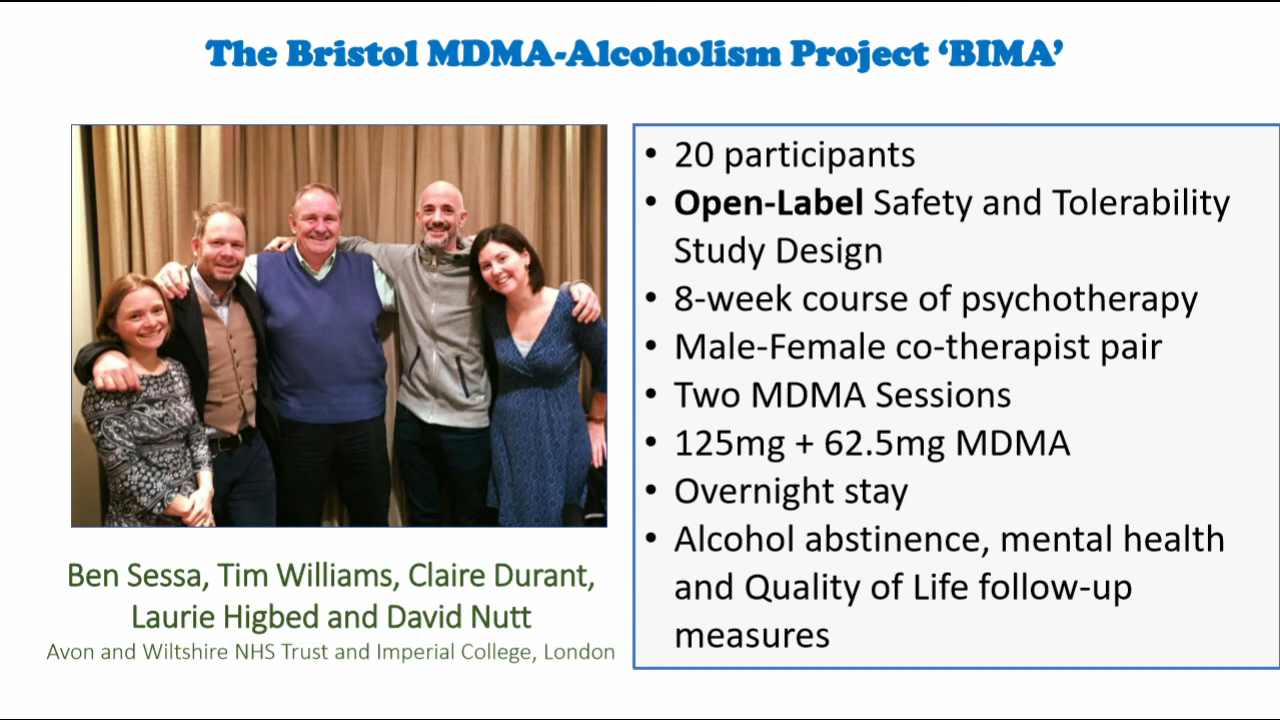 The Bristol MDMA-Alcoholism Project ‘BIMA’
• 20 participants
• Open-Label Safety and Tolerability
Study Design
• 8-week course of psychotherapy
• Male-Female co-therapist pair
• Two MDMA Sessions
• 125mg + 62.5mg MDMA
• Overnight stay
• Alcohol abstinence, mental health
and Quality of Life follow-up
measures
Ben Sessa, Tim Williams, Claire Durant,
Laurie Higbed and David Nutt
Avon and Wiltshire NHS Trust and Imperial College, London